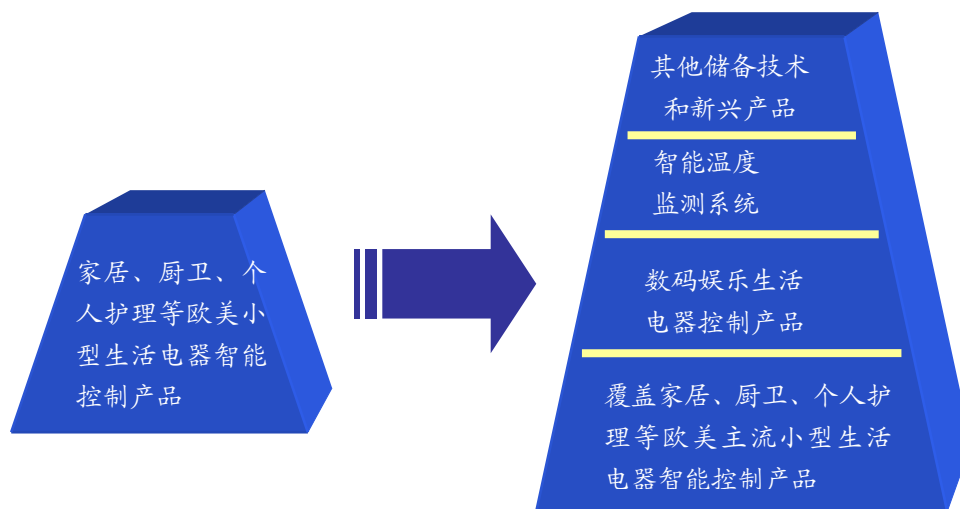 家居、厨卫、个
人护理等欧美小
型生活电器智能
控制产品
其他储备技术
和新兴产品
智能温度
监测系统
数码娱乐生活
电器控制产品
覆盖家居、厨卫、个人护
理等欧美主流小型生活
电器智能控制产品